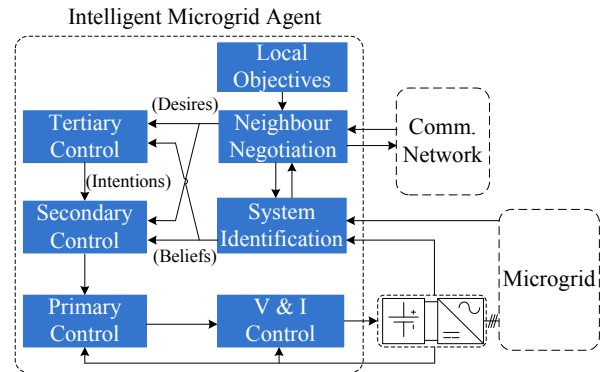 Intelligent Microgrid Agent
Local
Objectives
(Desires)
Tertiary
Control
Neighbour
Negotiation
Comm.
Network
(Intentions)
Secondary
Control
System
Identification
(Beliefs)
Microgrid
Primary
Control
V & I
Control